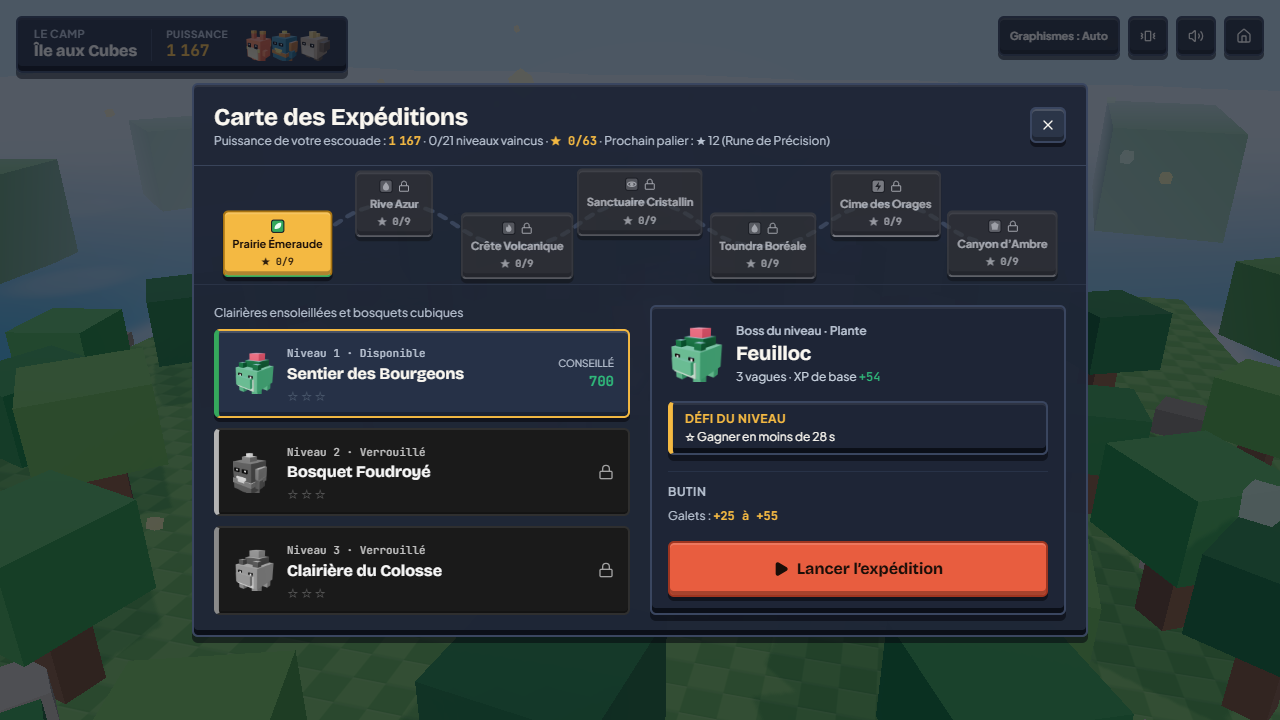 LE CAMP
Île aux Cubes
PUISSANCE
1 167
Graphismes : Auto
Carte des Expéditions
Puissance de votre escouade : 1 167 · 0/21 niveaux vaincus · ★ 0/63 · Prochain palier : ★ 12 (Rune de Précision)
Prairie Émeraude
★ 0/9
Rive Azur
★ 0/9
Crête Volcanique
★ 0/9
Sanctuaire Cristallin
★ 0/9
Toundra Boréale
★ 0/9
Cime des Orages
★ 0/9
Canyon d'Ambre
★ 0/9
Clairières ensoleillées et bosquets cubiques
Niveau 1 · Disponible
Sentier des Bourgeons
☆☆☆
CONSEILLÉ
700
Niveau 2 · Verrouillé
Bosquet Foudroyé
☆☆☆
Niveau 3 · Verrouillé
Clairière du Colosse
☆☆☆
Boss du niveau · Plante
Feuilloc
3 vagues · XP de base +54
DÉFI DU NIVEAU
☆ Gagner en moins de 28 s
BUTIN
Galets : +25 à +55
Lancer l'expédition